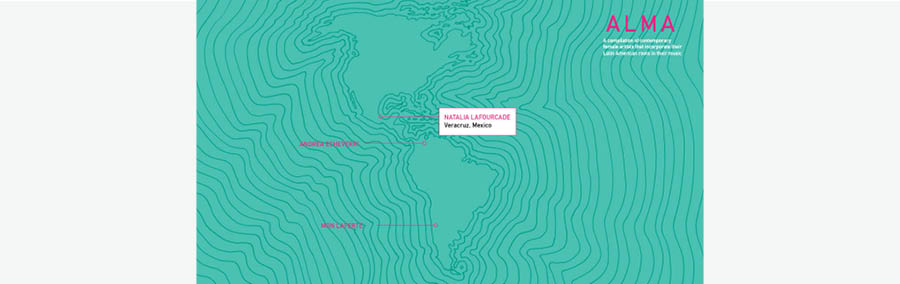 ALMA
A compilation of contemporary
female artists that incorporate their
Latin American roots in their music
NATALIA LAFOURCADE
Veracruz, Mexico
ANDREA ECHEVERRI
MON LAFERTE